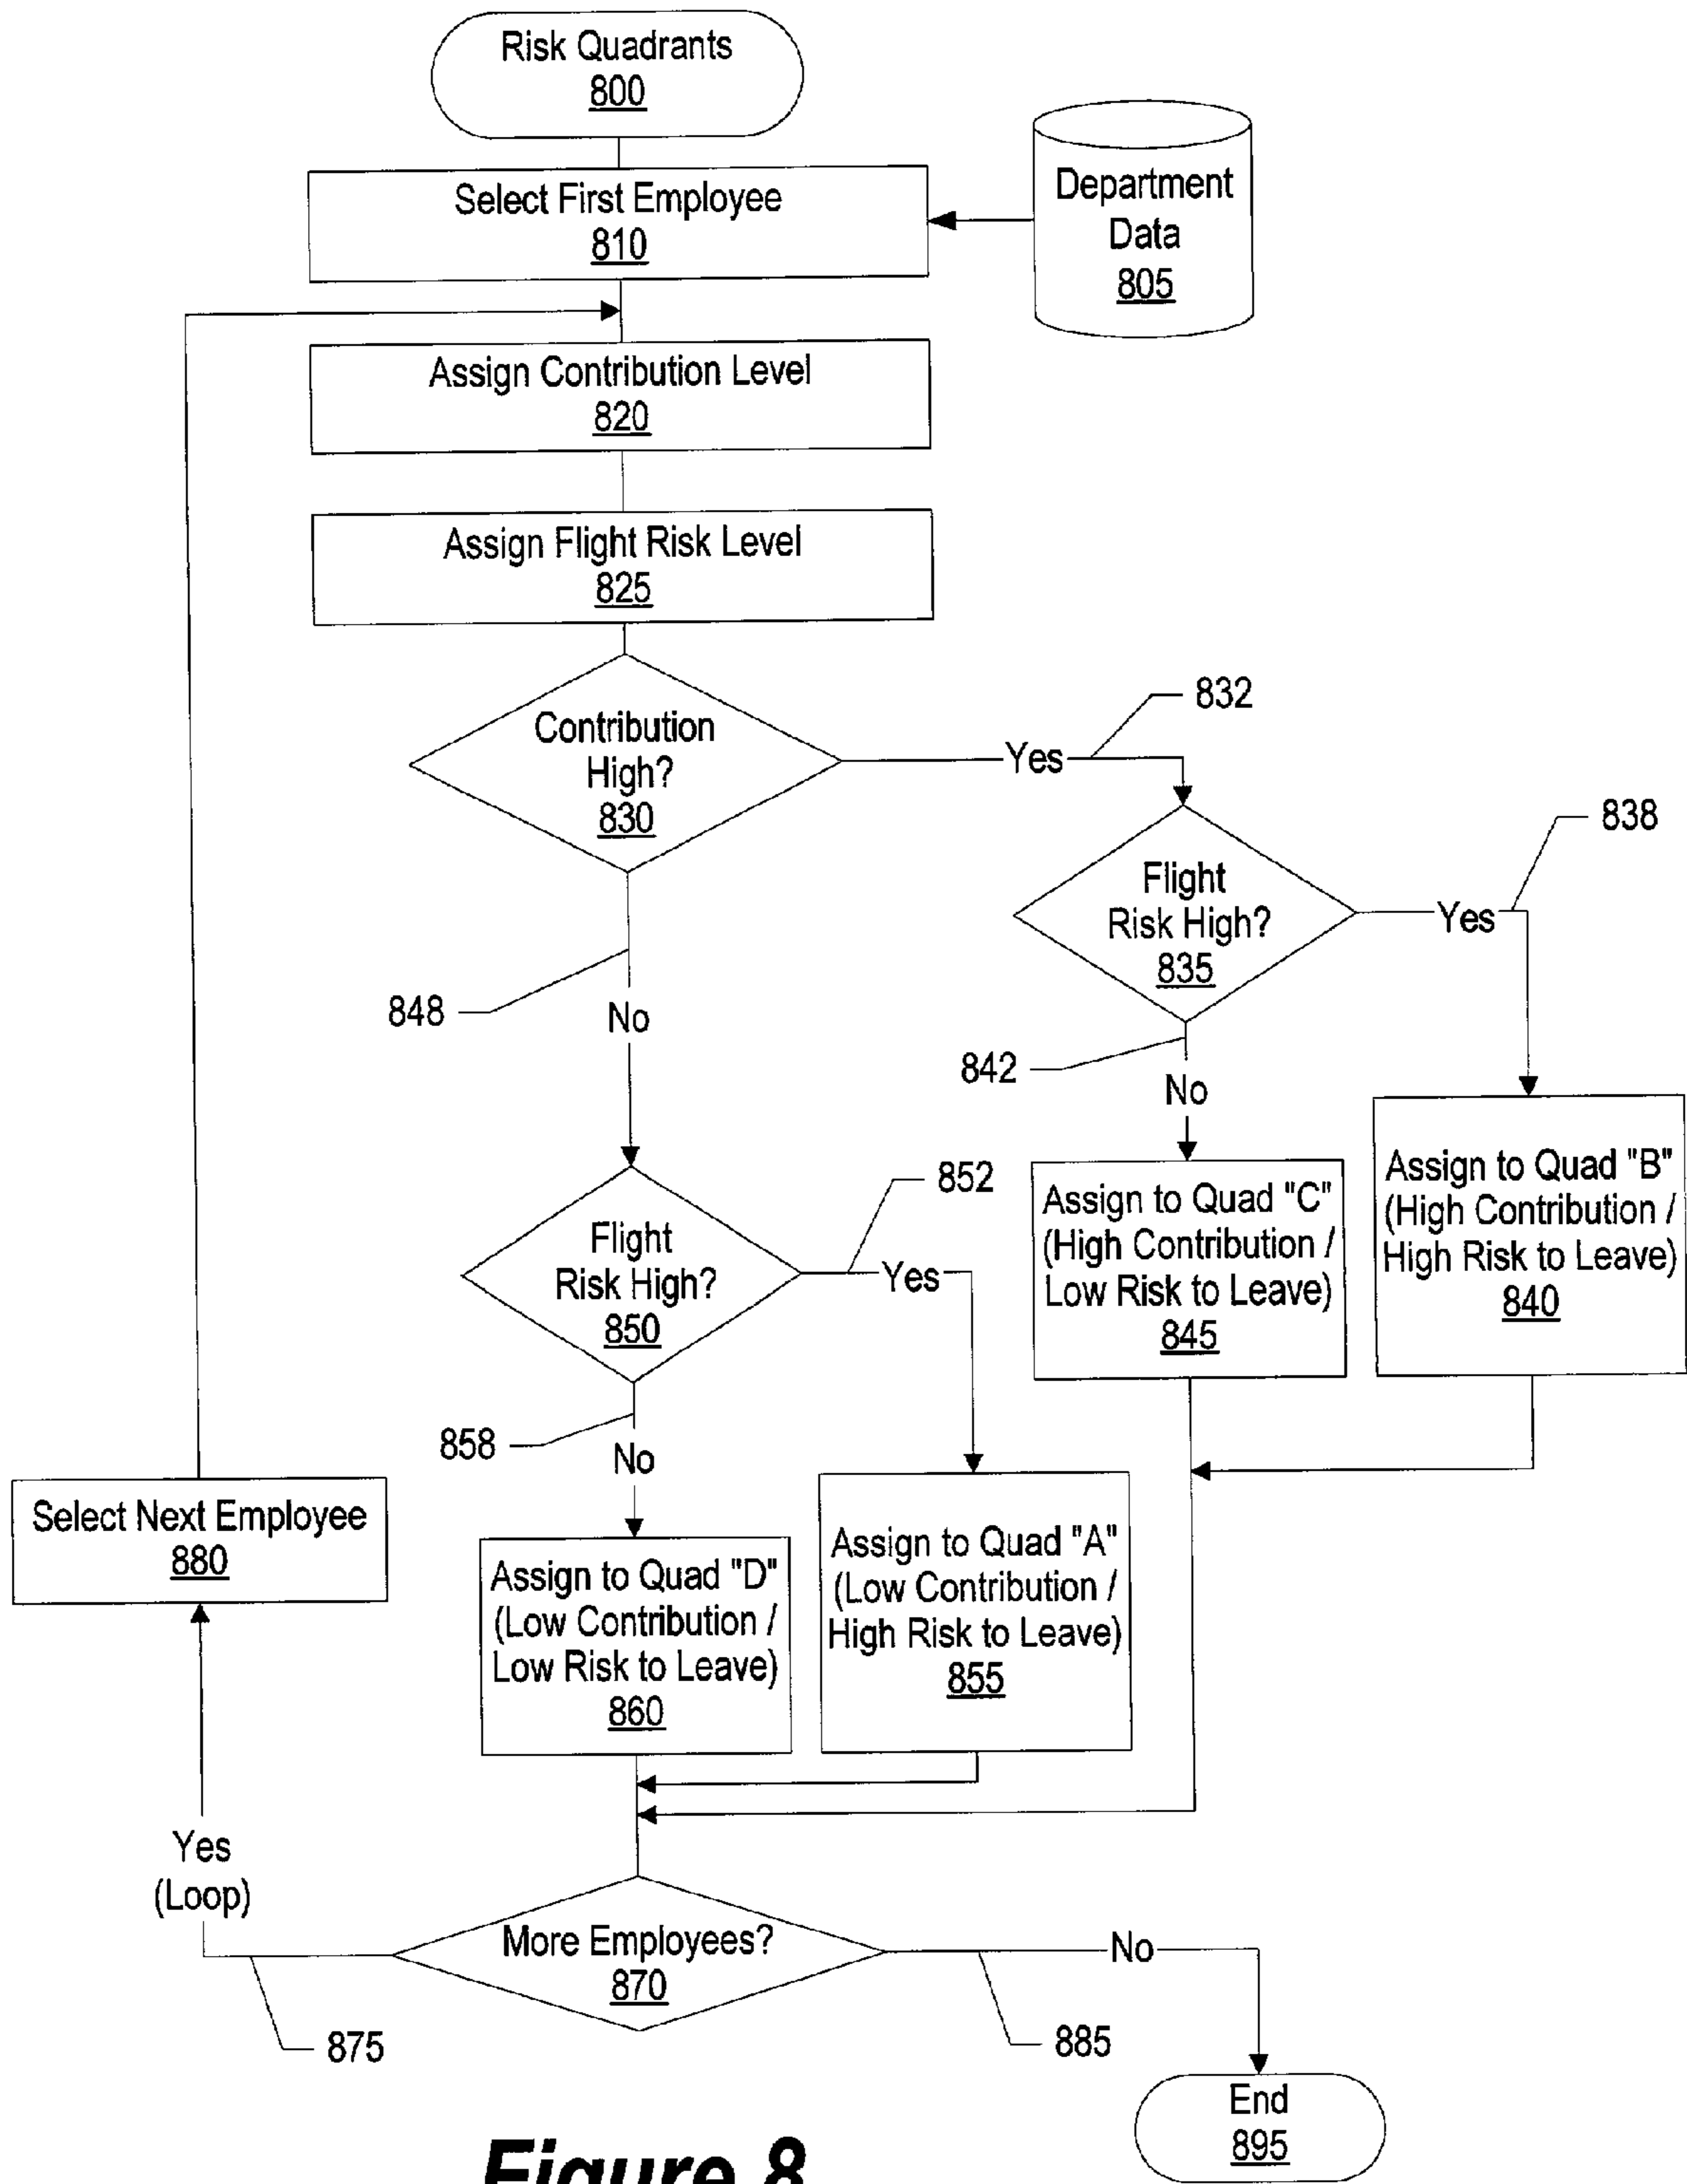 Risk Quadrants
800
Department
Data
805
Select First Employee
810
Assign Contribution Level
820
Assign Flight Risk Level
825
Contribution
High?
830
Yes
832
Flight
Risk High?
835
Yes
838
848
No
842
No
Assign to Quad "B"
(High Contribution /
High Risk to Leave)
840
Assign to Quad "C"
(High Contribution /
Low Risk to Leave)
845
Flight
Risk High?
850
852
Yes
858
No
Select Next Employee
880
Assign to Quad "D"
(Low Contribution /
Low Risk to Leave)
860
Assign to Quad "A"
(Low Contribution /
High Risk to Leave)
855
Yes
(Loop)
More Employees?
870
No
875
885
End
895
Figure 8